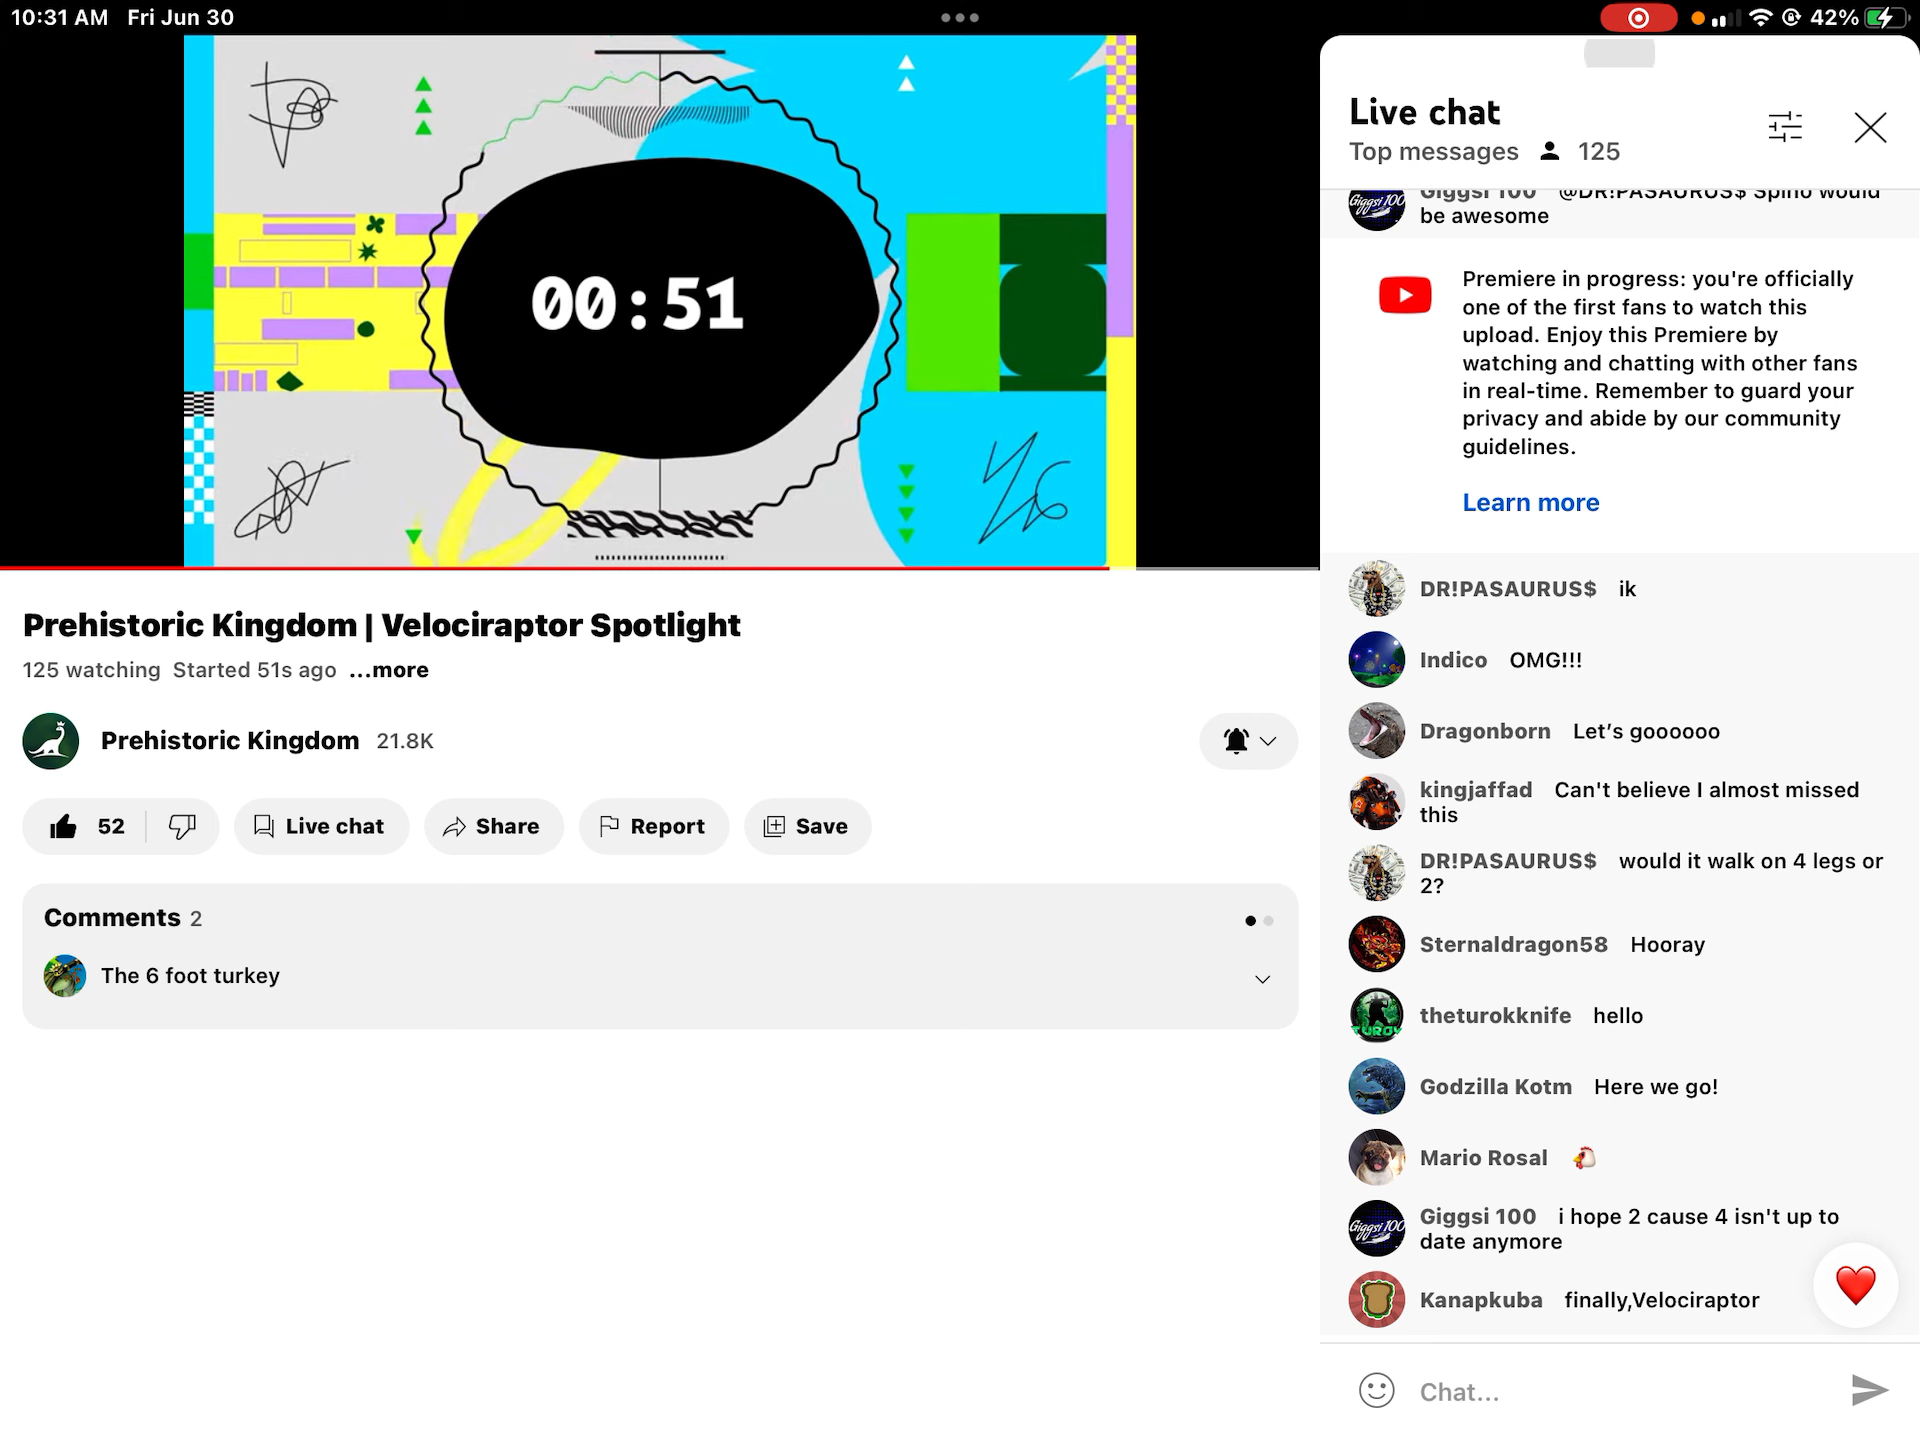 10:31 AM Fri Jun 30
42%
00:51
Prehistoric Kingdom | Velociraptor Spotlight
125 watching Started 51s ago ...more
Prehistoric Kingdom 21.8K
52
Live chat
Share
Report
Save
Comments 2
The 6 foot turkey
Live chat
Top messages 125
Giggsi 100 @DR!PASAURUS$ Spino would
be awesome
Premiere in progress: you're officially
one of the first fans to watch this
upload. Enjoy this Premiere by
watching and chatting with other fans
in real-time. Remember to guard your
privacy and abide by our community
guidelines.
Learn more
DR!PASAURUS$ ik
Indico OMG!!!
Dragonborn Let’s goooooo
kingjaffad Can't believe I almost missed
this
DR!PASAURUS$ would it walk on 4 legs or
2?
Sternaldragon58 Hooray
theturokknife hello
Godzilla Kotm Here we go!
Mario Rosal 🐔
Giggsi 100 i hope 2 cause 4 isn't up to
date anymore
Kanapkuba finally,Velociraptor
Chat...